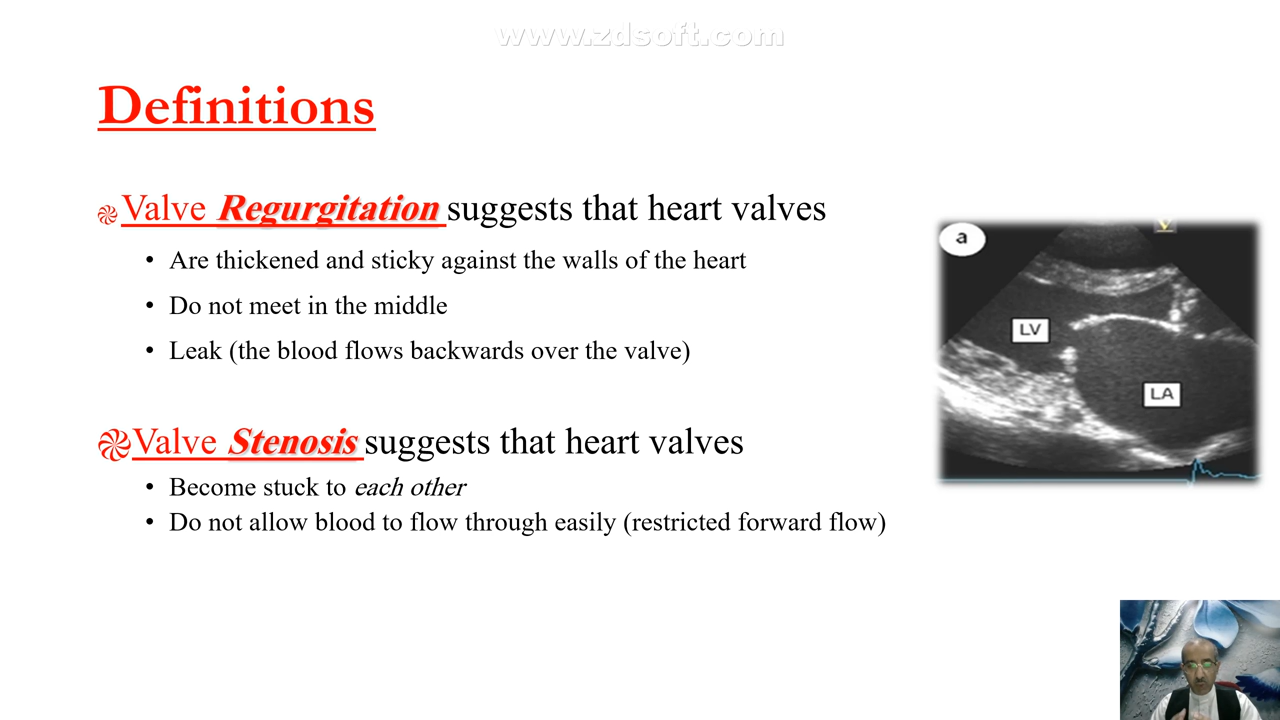 www.zdsoft.com
Definitions
Valve Regurgitation suggests that heart valves
• Are thickened and sticky against the walls of the heart
• Do not meet in the middle
• Leak (the blood flows backwards over the valve)
Valve Stenosis suggests that heart valves
• Become stuck to each other
• Do not allow blood to flow through easily (restricted forward flow)
a
V
LV
LA